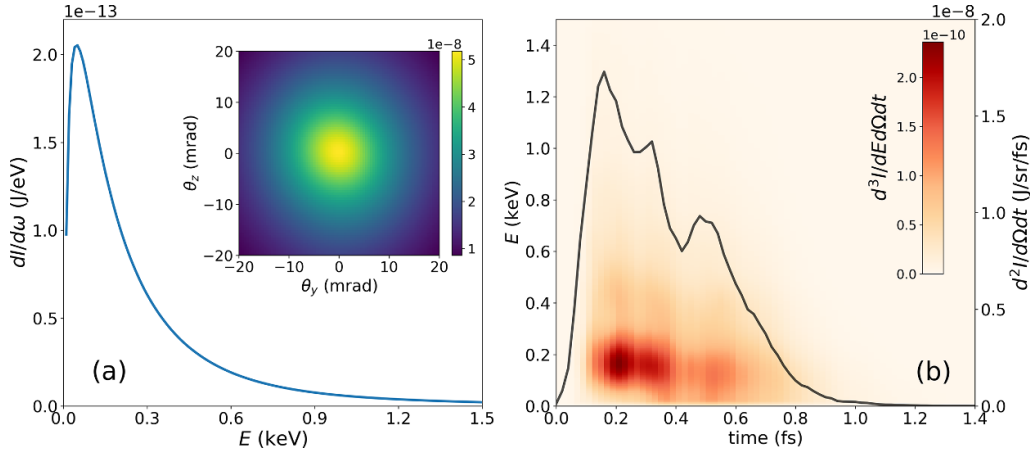 1e−13
2.0
1.5
1.0
0.5
0.0
dI/dω (J/eV)
0.0 0.3 0.6 0.9 1.2 1.5
E (keV)
(a)
20
10
0
−10
−20
θz (mrad)
−20 −10 0 10 20
θy (mrad)
1e−8
5
4
3
2
1
1.4
1.2
1.0
0.8
0.6
0.4
0.2
0.0
E (keV)
0.0 0.2 0.4 0.6 0.8 1.0 1.2 1.4
time (fs)
(b)
1e−10
2.0
1.5
1.0
0.5
0.0
d³I/dEdΩdt
1e−8
2.0
1.5
1.0
0.5
0.0
d²I/dΩdt (J/sr/fs)